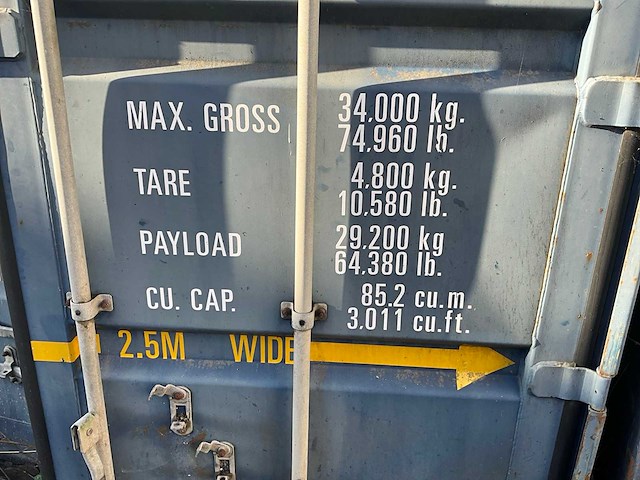 MAX. GROSS 34,000 kg.
74,960 lb.
TARE 4,800 kg.
10,580 lb.
PAYLOAD 29,200 kg
64,380 lb.
CU. CAP. 85.2 cu.m.
3.011 cu.ft.
2.5M WIDE